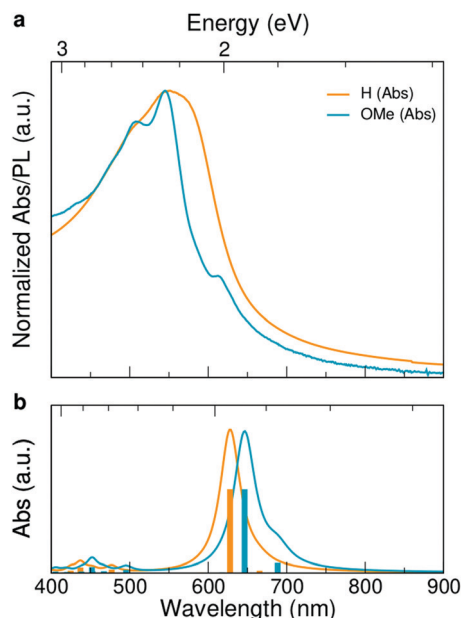 a
Energy (eV)
3 2
Normalized Abs/PL (a.u.)
H (Abs)
OMe (Abs)
b
Abs (a.u.)
400 500 600 700 800 900
Wavelength (nm)